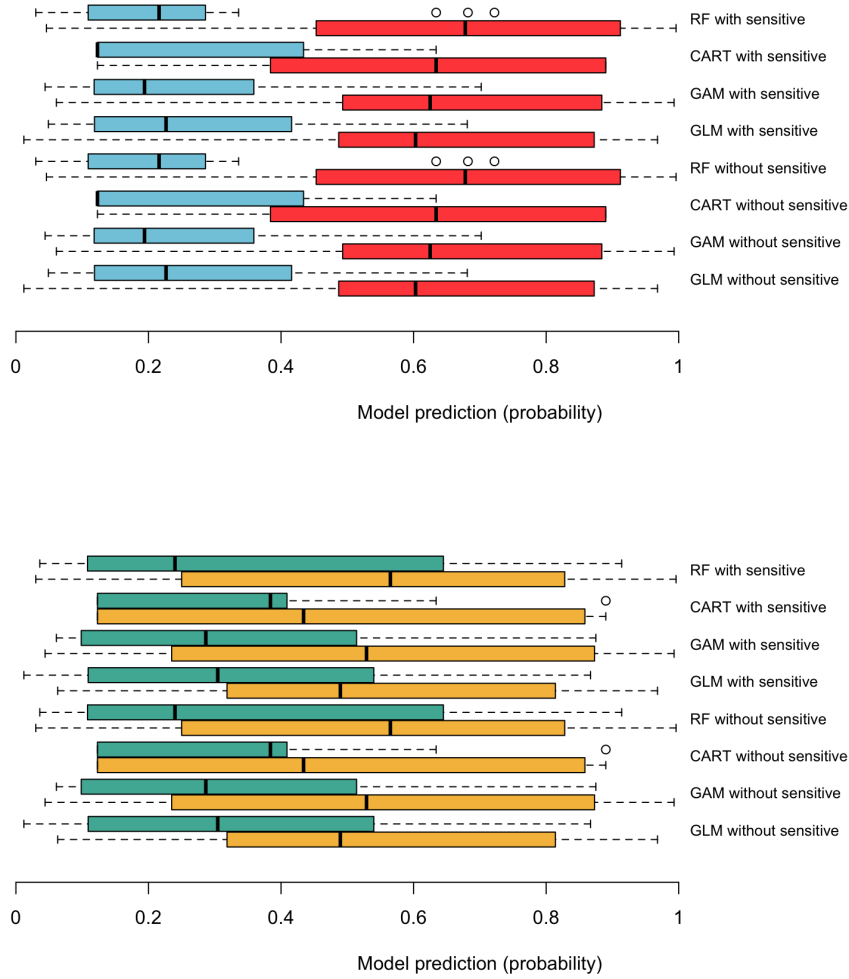 RF with sensitive
CART with sensitive
GAM with sensitive
GLM with sensitive
RF without sensitive
CART without sensitive
GAM without sensitive
GLM without sensitive
0 0.2 0.4 0.6 0.8 1
Model prediction (probability)
RF with sensitive
CART with sensitive
GAM with sensitive
GLM with sensitive
RF without sensitive
CART without sensitive
GAM without sensitive
GLM without sensitive
0 0.2 0.4 0.6 0.8 1
Model prediction (probability)